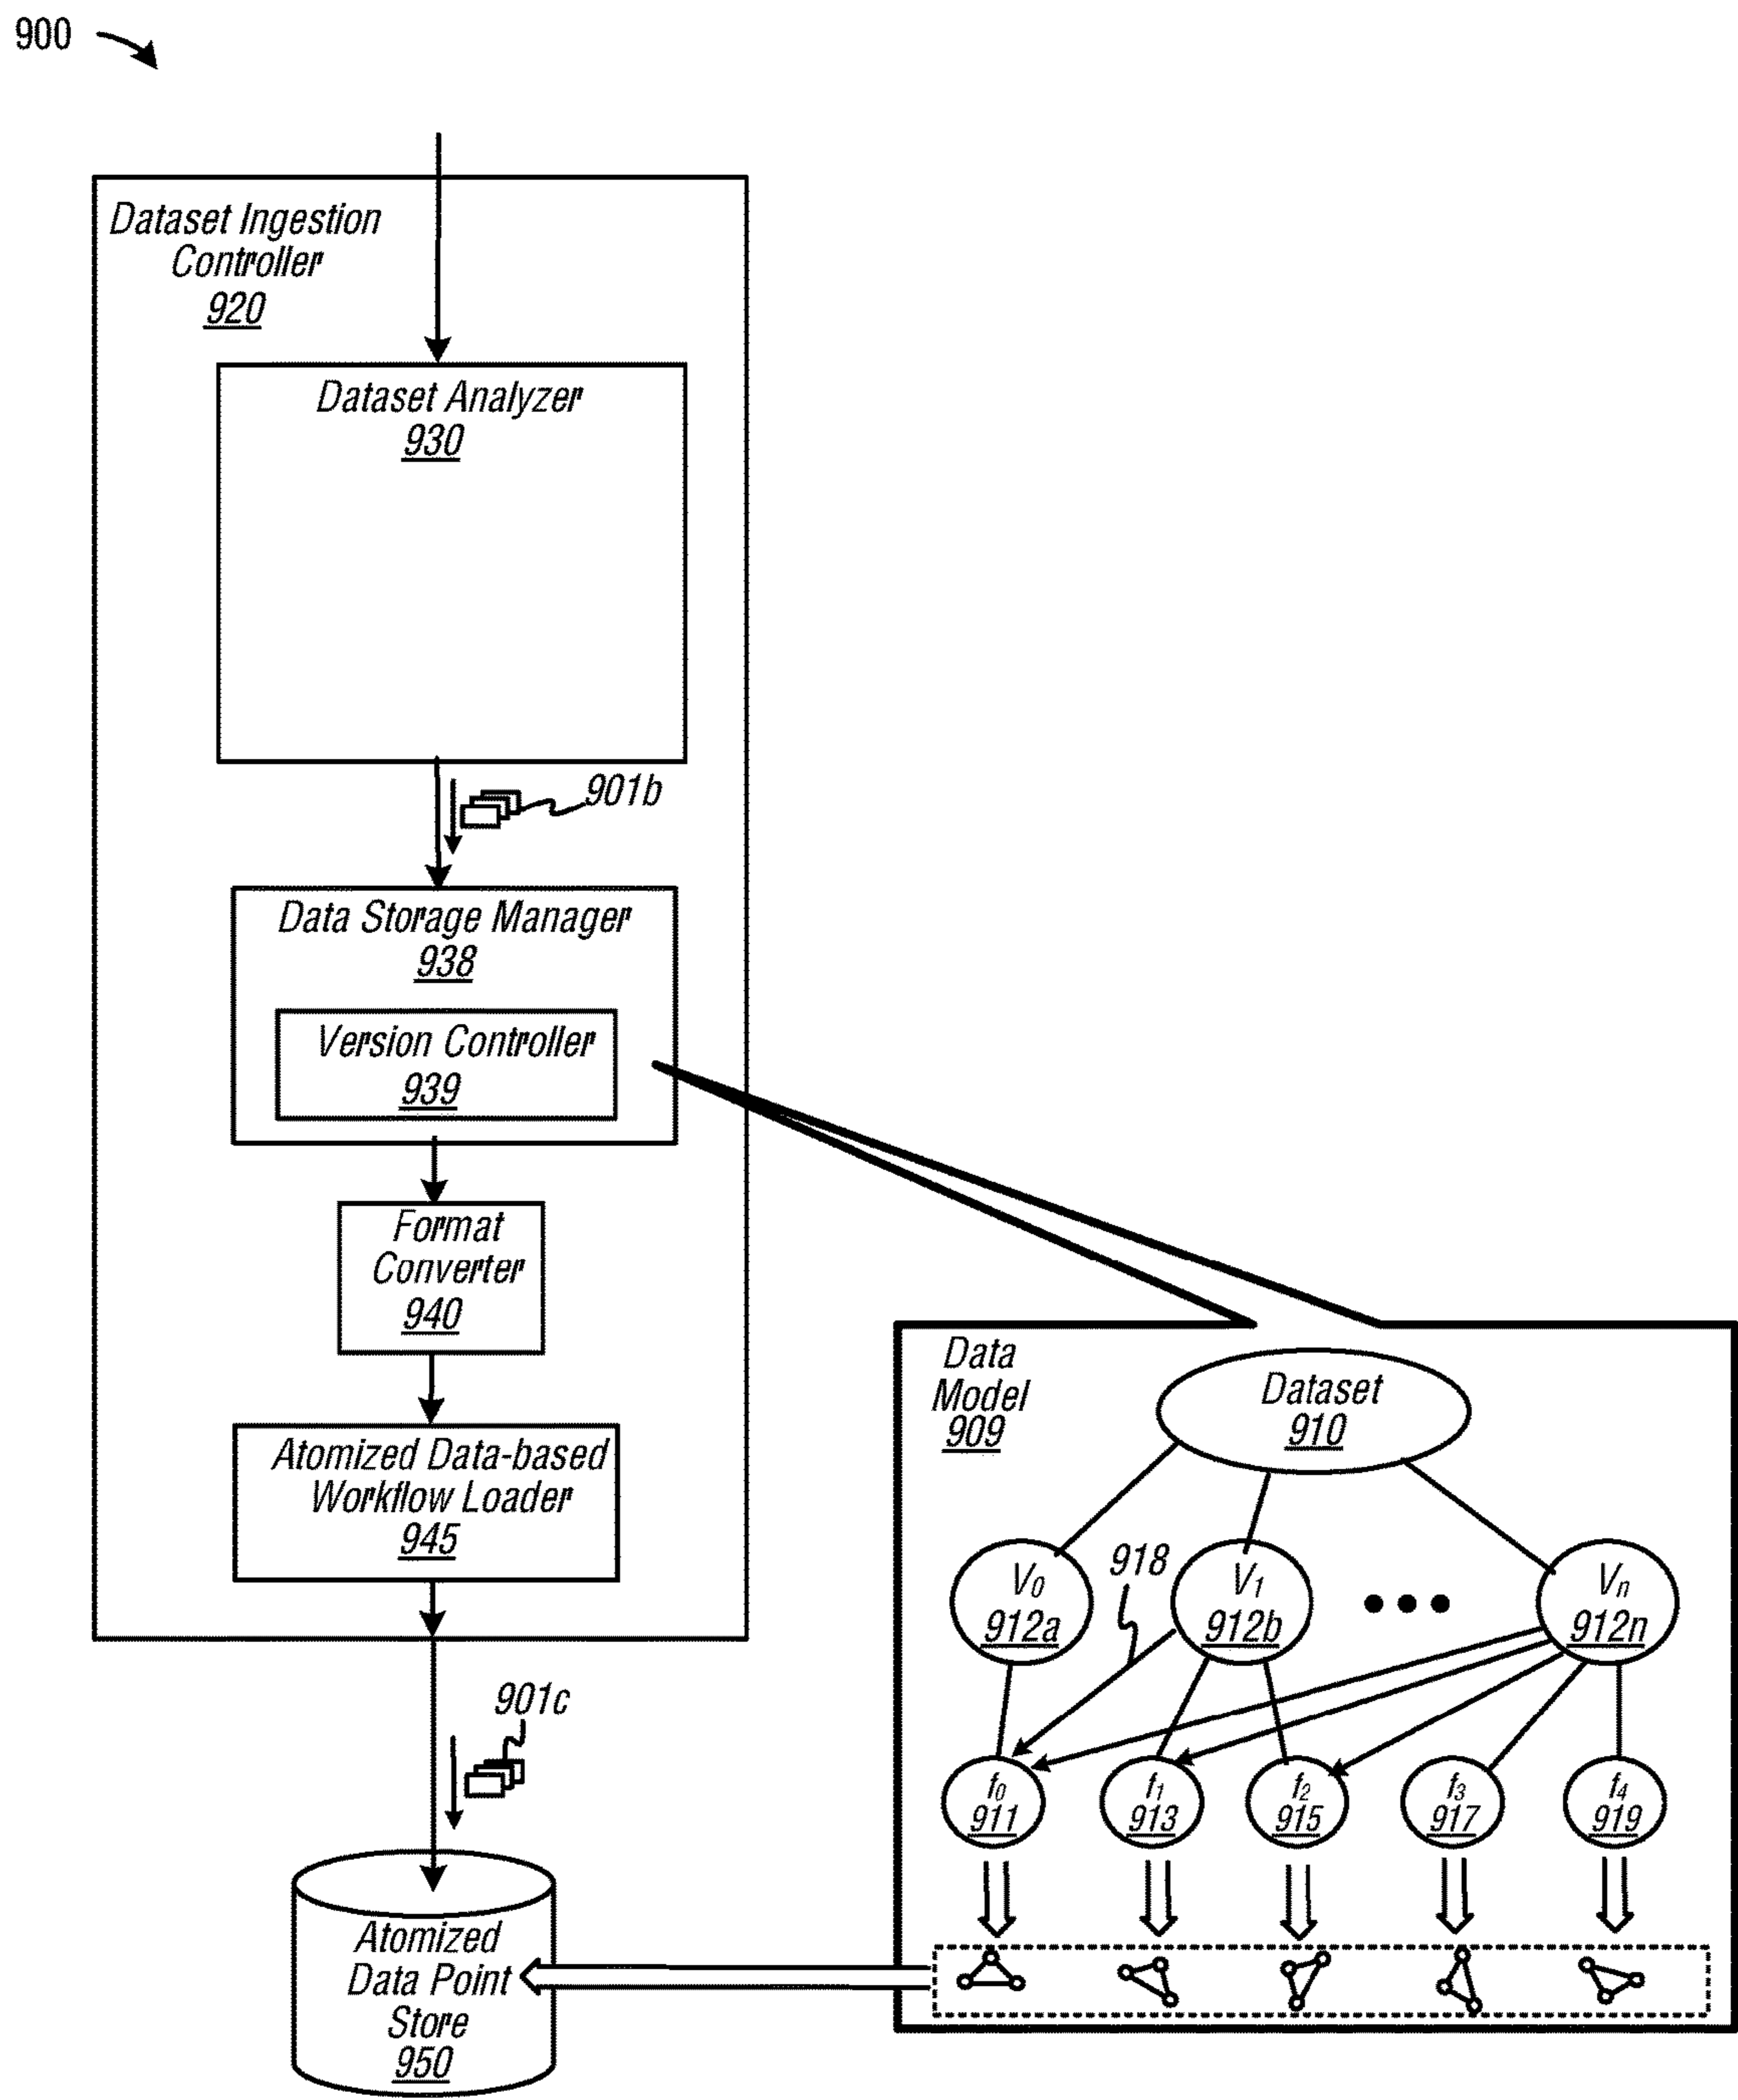 900
Dataset Ingestion
Controller
920
Dataset Analyzer
930
901b
Data Storage Manager
938
Version Controller
939
Format
Converter
940
Atomized Data-based
Workflow Loader
945
901c
Atomized
Data Point
Store
950
Data
Model
909
Dataset
910
918
V0
912a
V1
912b
Vn
912n
f0
911
f1
913
f2
915
f3
917
f4
919